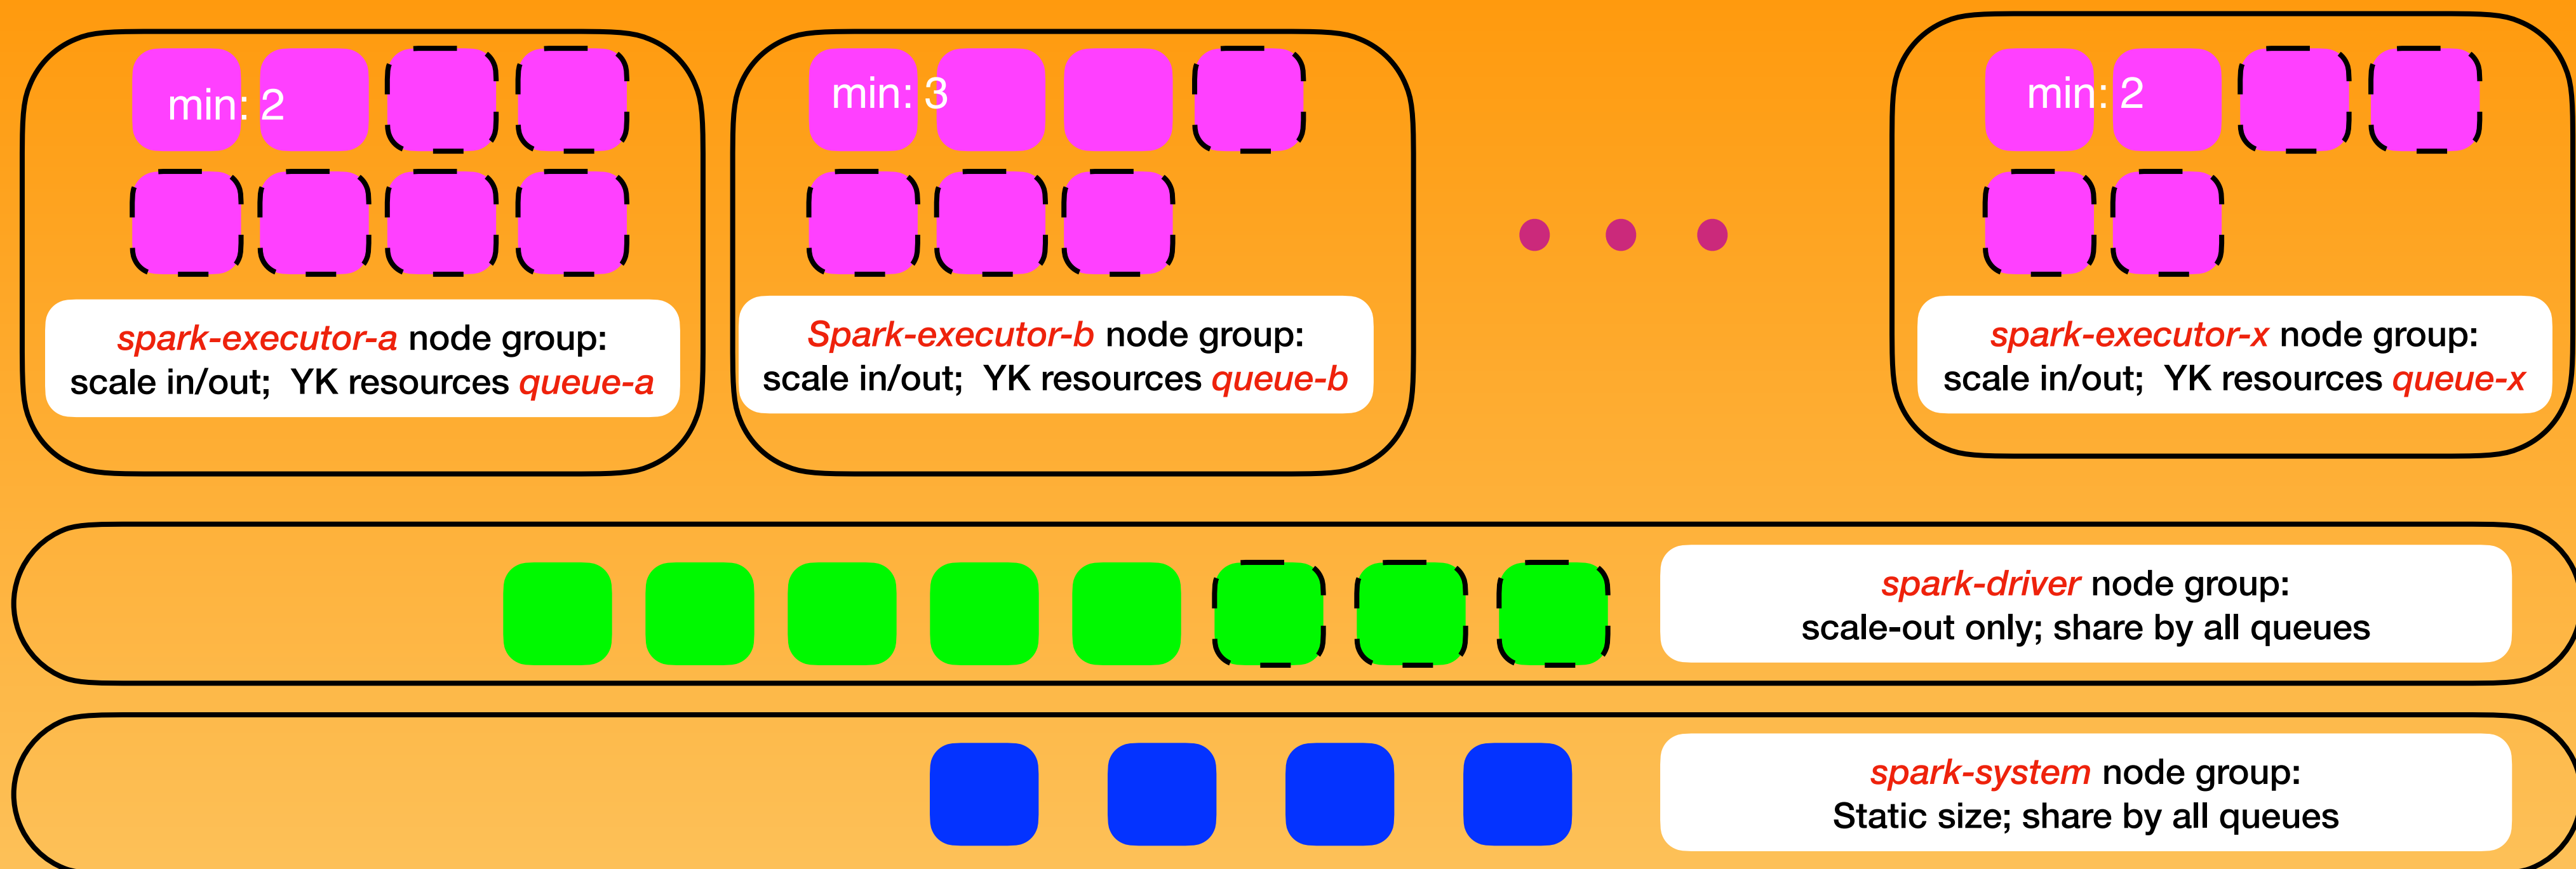 min: 2
spark-executor-a node group:
scale in/out; YK resources queue-a
min: 3
Spark-executor-b node group:
scale in/out; YK resources queue-b
min: 2
spark-executor-x node group:
scale in/out; YK resources queue-x
spark-driver node group:
scale-out only; share by all queues
spark-system node group:
Static size; share by all queues